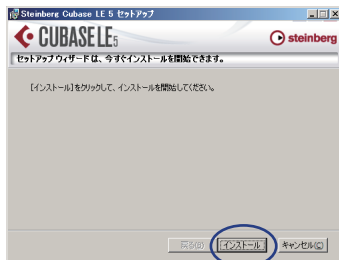 Steinberg Cubase LE 5 セットアップ
CUBASE LE5
steinberg
セットアップ ウィザードは、今すぐインストールを開始できます。
[インストール]をクリックして、インストールを開始してください。
戻る(B)
インストール
キャンセル(C)